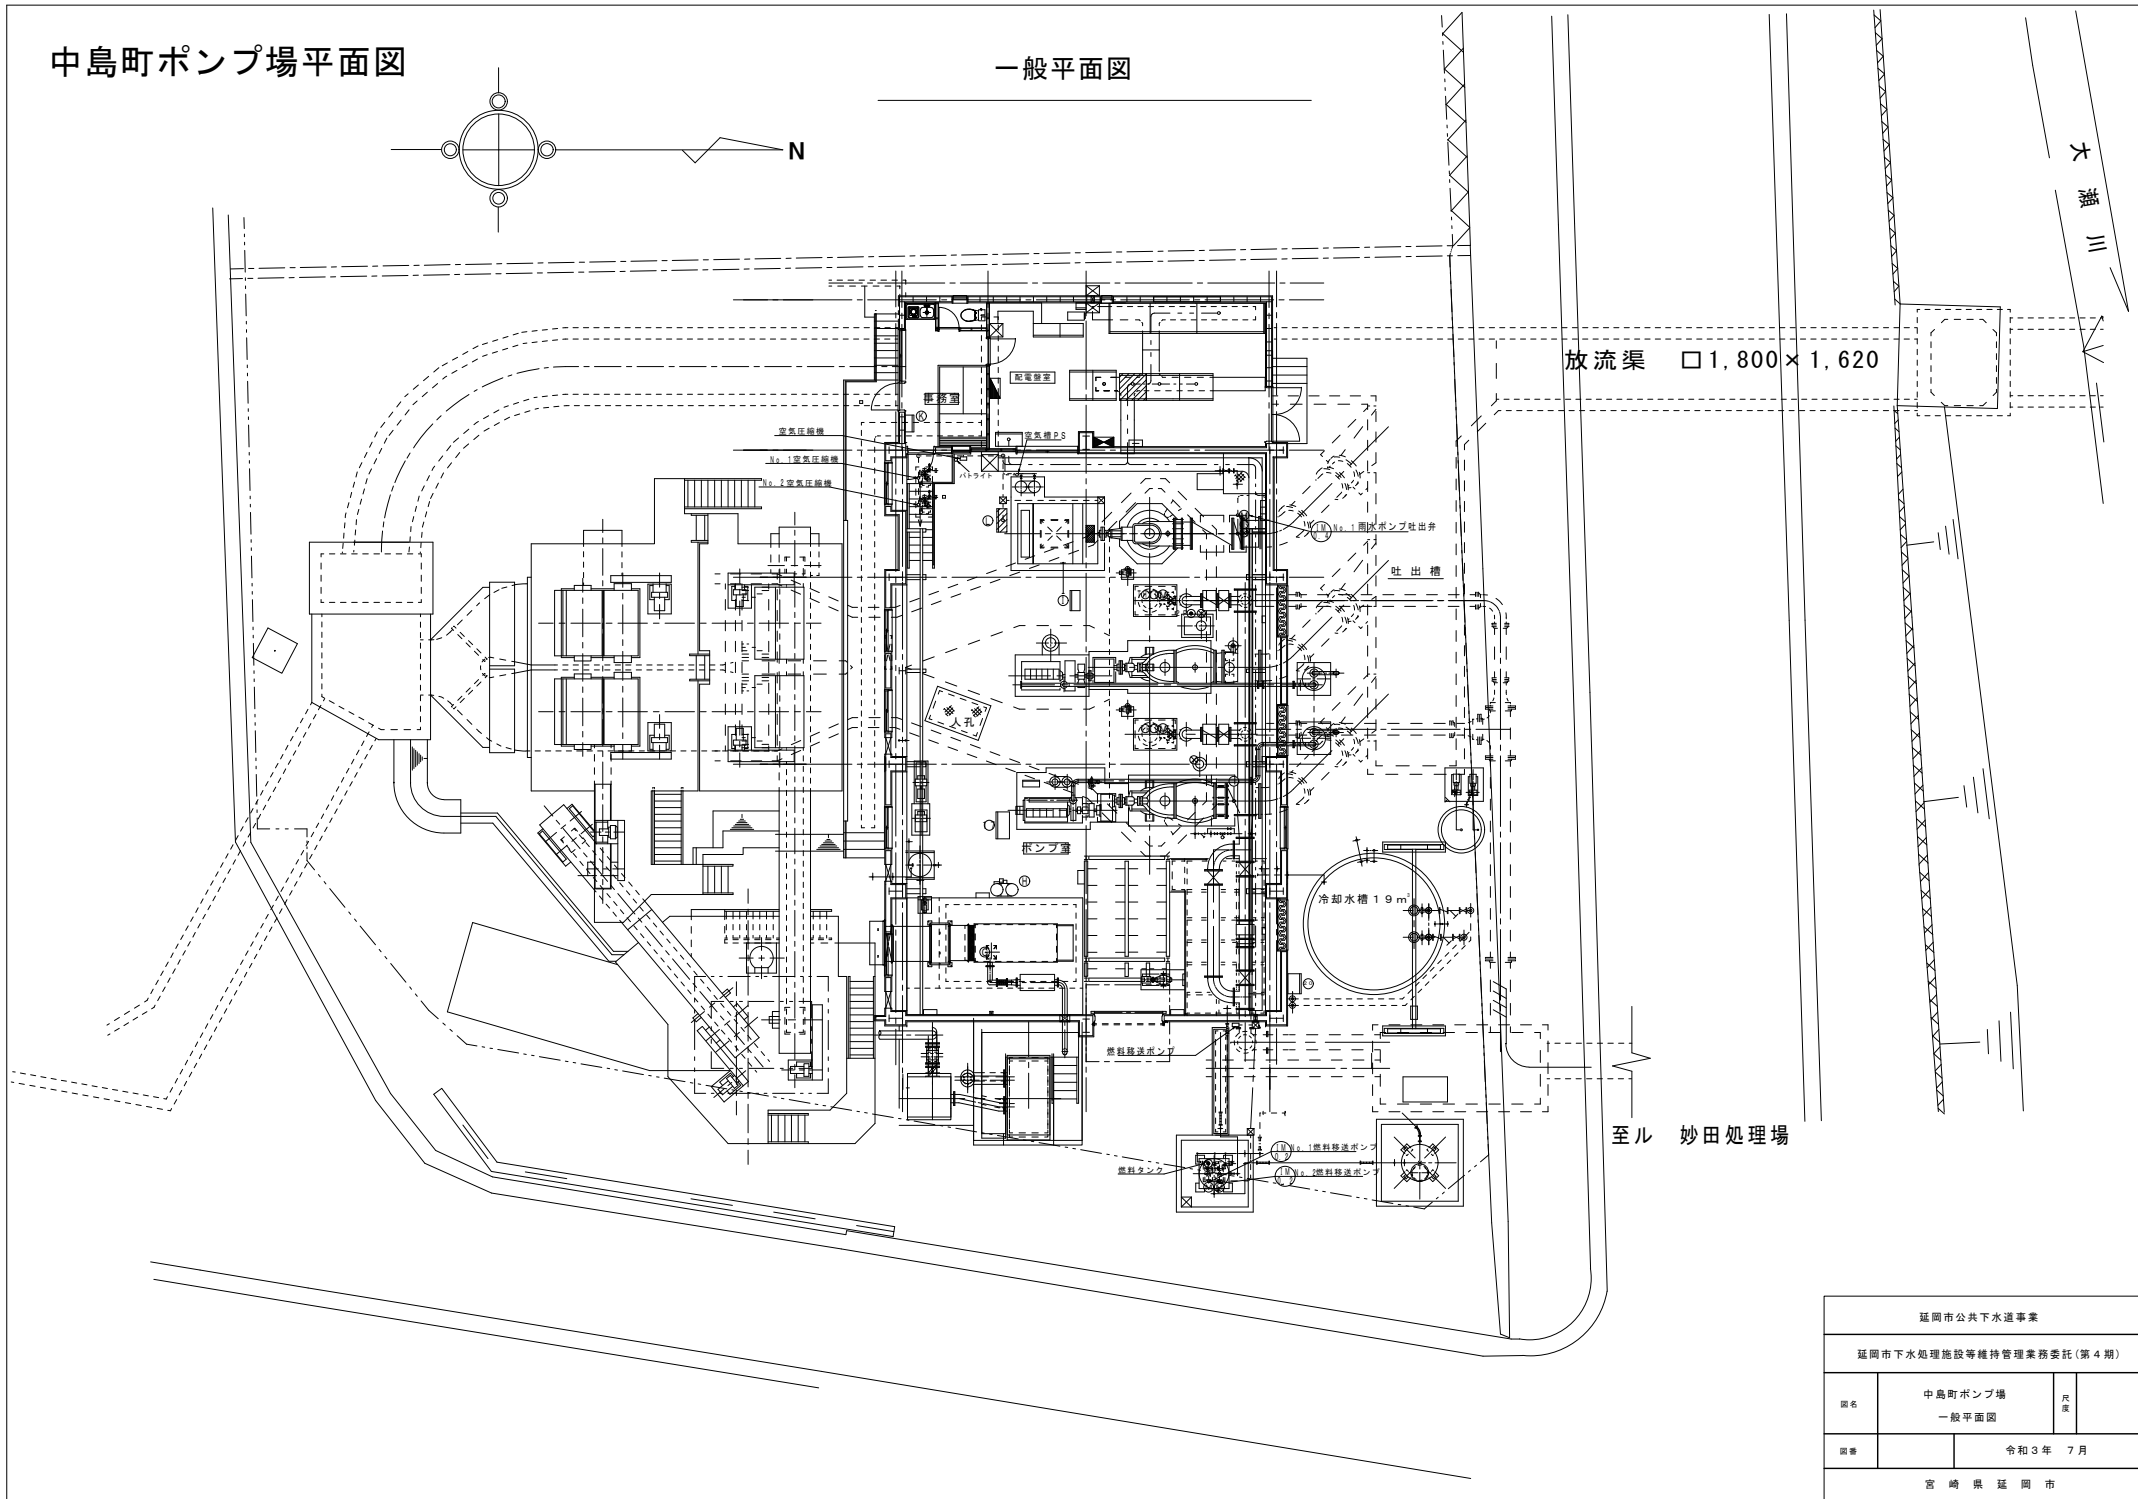 中島町ポンプ場平面図
一般平面図
N
大瀬川
放流渠 □1,800×1,620
配電盤室
事務室
K
空気圧縮機
空気槽PS
No.1空気圧縮機
パトライト
No.2空気圧縮機
No.1雨水ポンプ吐出弁
吐出槽
人孔
ポンプ室
H
冷却水槽19m³
燃料移送ポンプ
至ル 妙田処理場
No.1燃料移送ポンプ
燃料タンク
No.2燃料移送ポンプ
延岡市公共下水道事業
延岡市下水処理施設等維持管理業務委託(第4期)
図名
中島町ポンプ場
一般平面図
尺度
図番
令和3年 7月
宮崎県延岡市